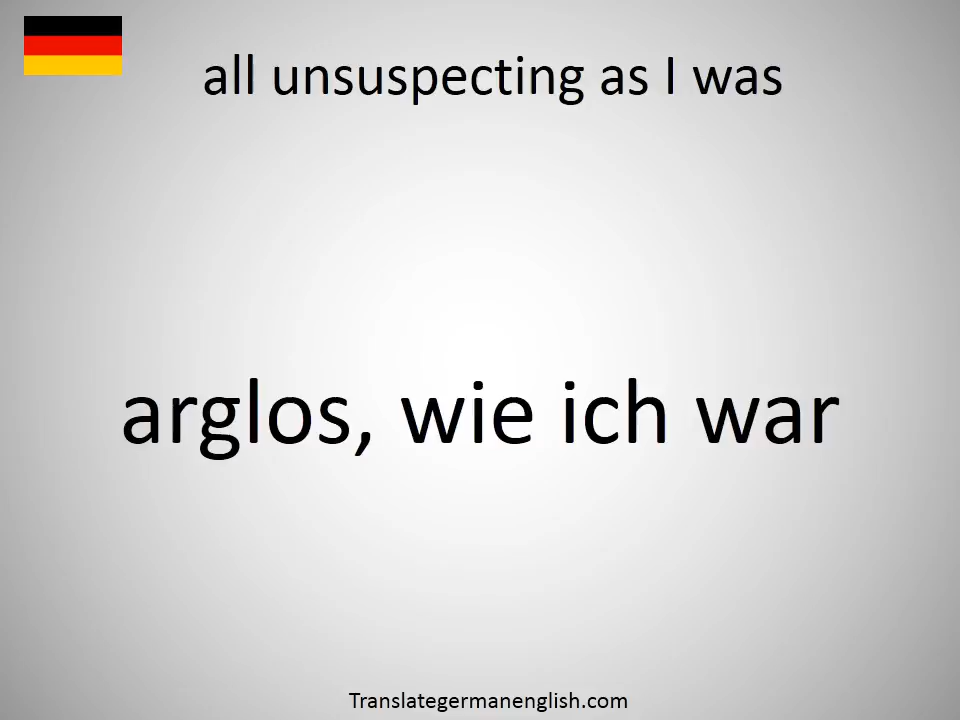 all unsuspecting as I was
arglos, wie ich war
Translategermanenglish.com